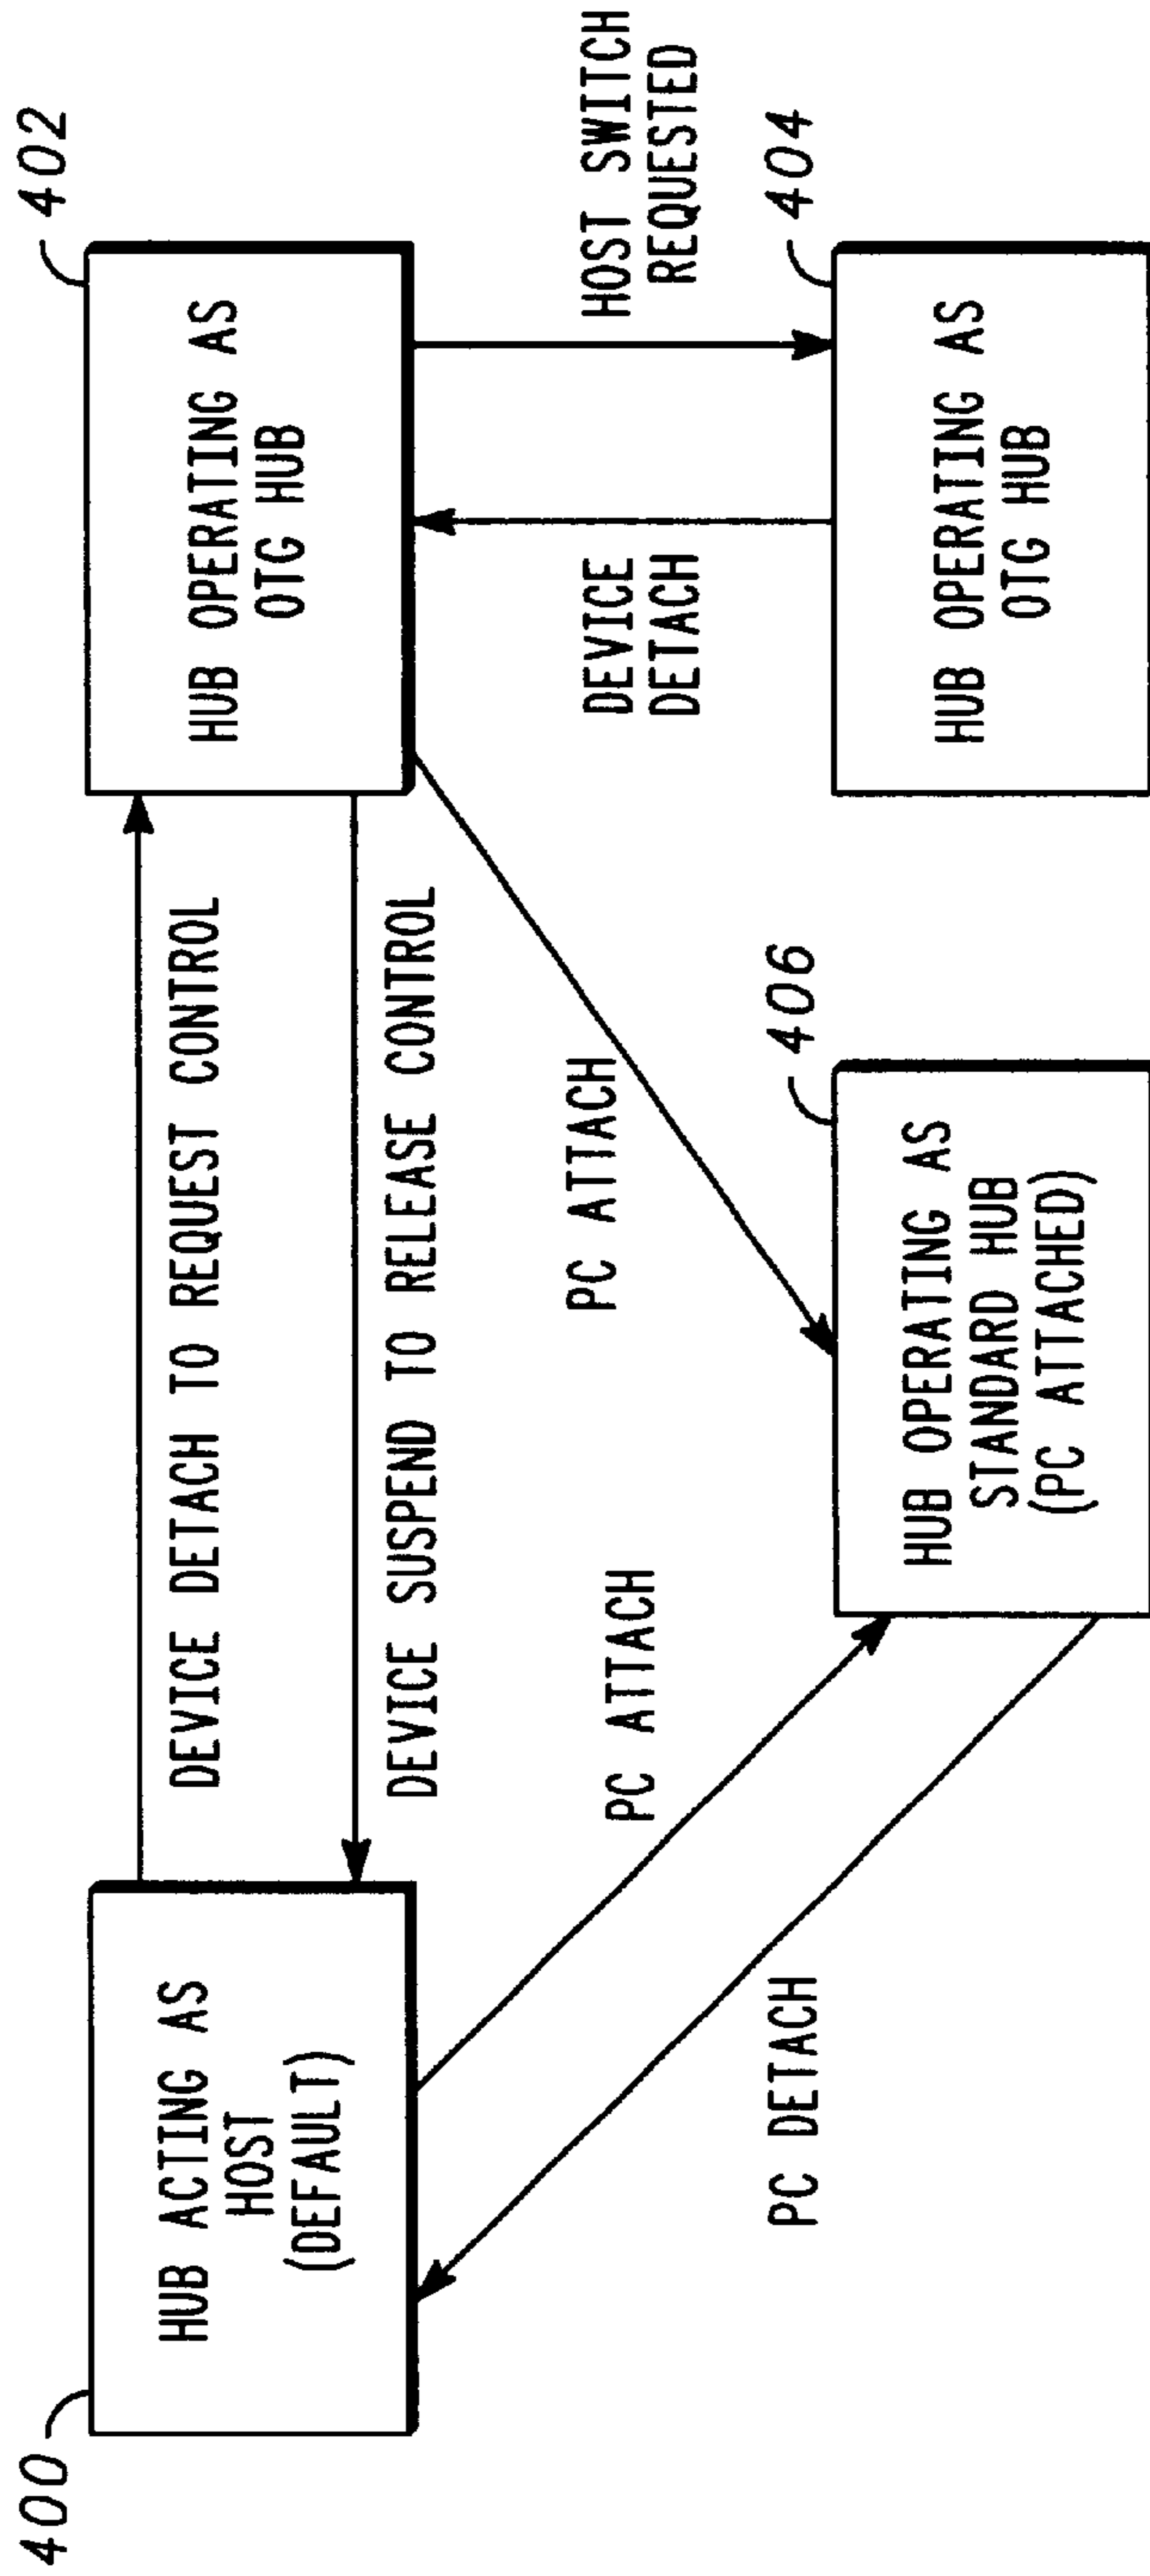 400
HUB ACTING AS
HOST
(DEFAULT)
DEVICE DETACH TO REQUEST CONTROL
DEVICE SUSPEND TO RELEASE CONTROL
402
HUB OPERATING AS
OTG HUB
PC ATTACH
PC ATTACH
PC DETACH
DEVICE
DETACH
HOST SWITCH
REQUESTED
406
HUB OPERATING AS
STANDARD HUB
(PC ATTACHED)
404
HUB OPERATING AS
OTG HUB